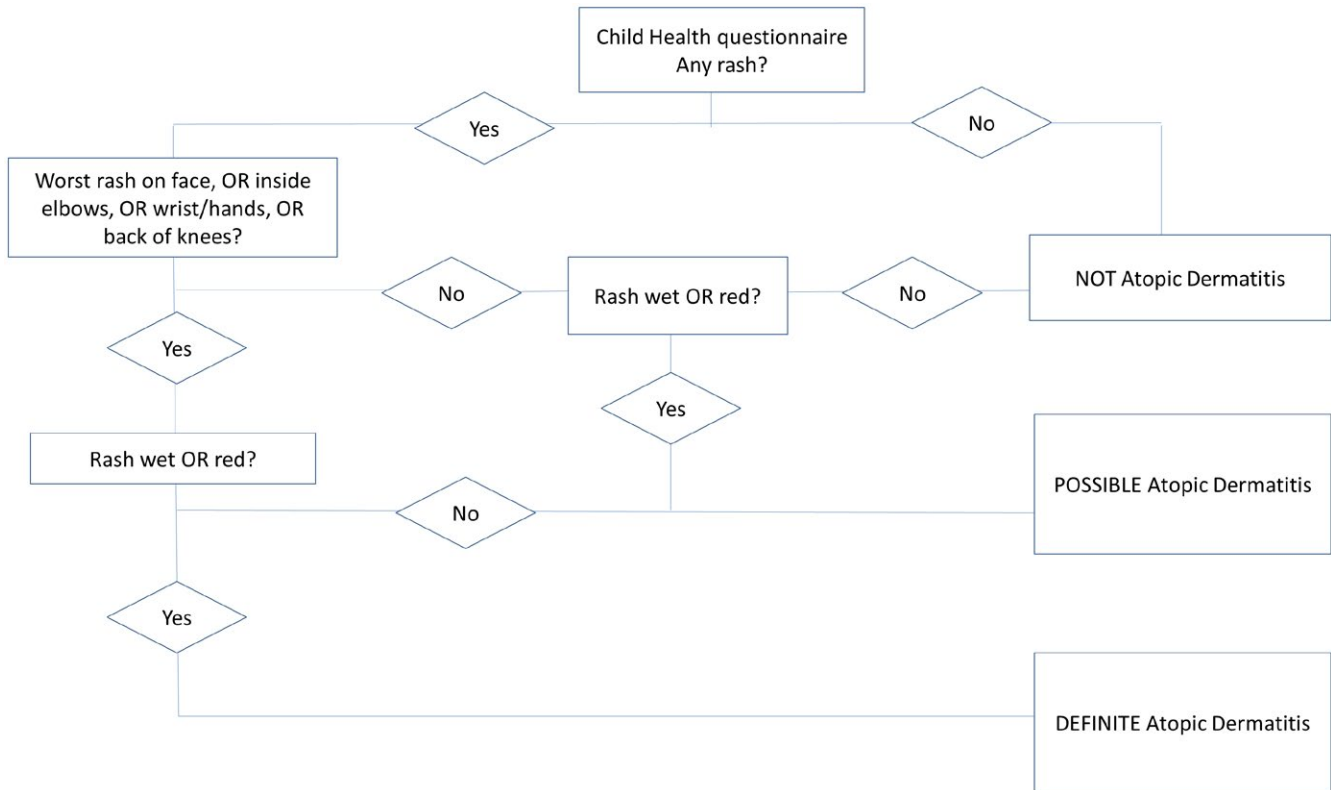 Child Health questionnaire
Any rash?
Yes
No
Worst rash on face, OR inside
elbows, OR wrist/hands, OR
back of knees?
No
Rash wet OR red?
No
NOT Atopic Dermatitis
Yes
Yes
Rash wet OR red?
No
POSSIBLE Atopic Dermatitis
Yes
DEFINITE Atopic Dermatitis